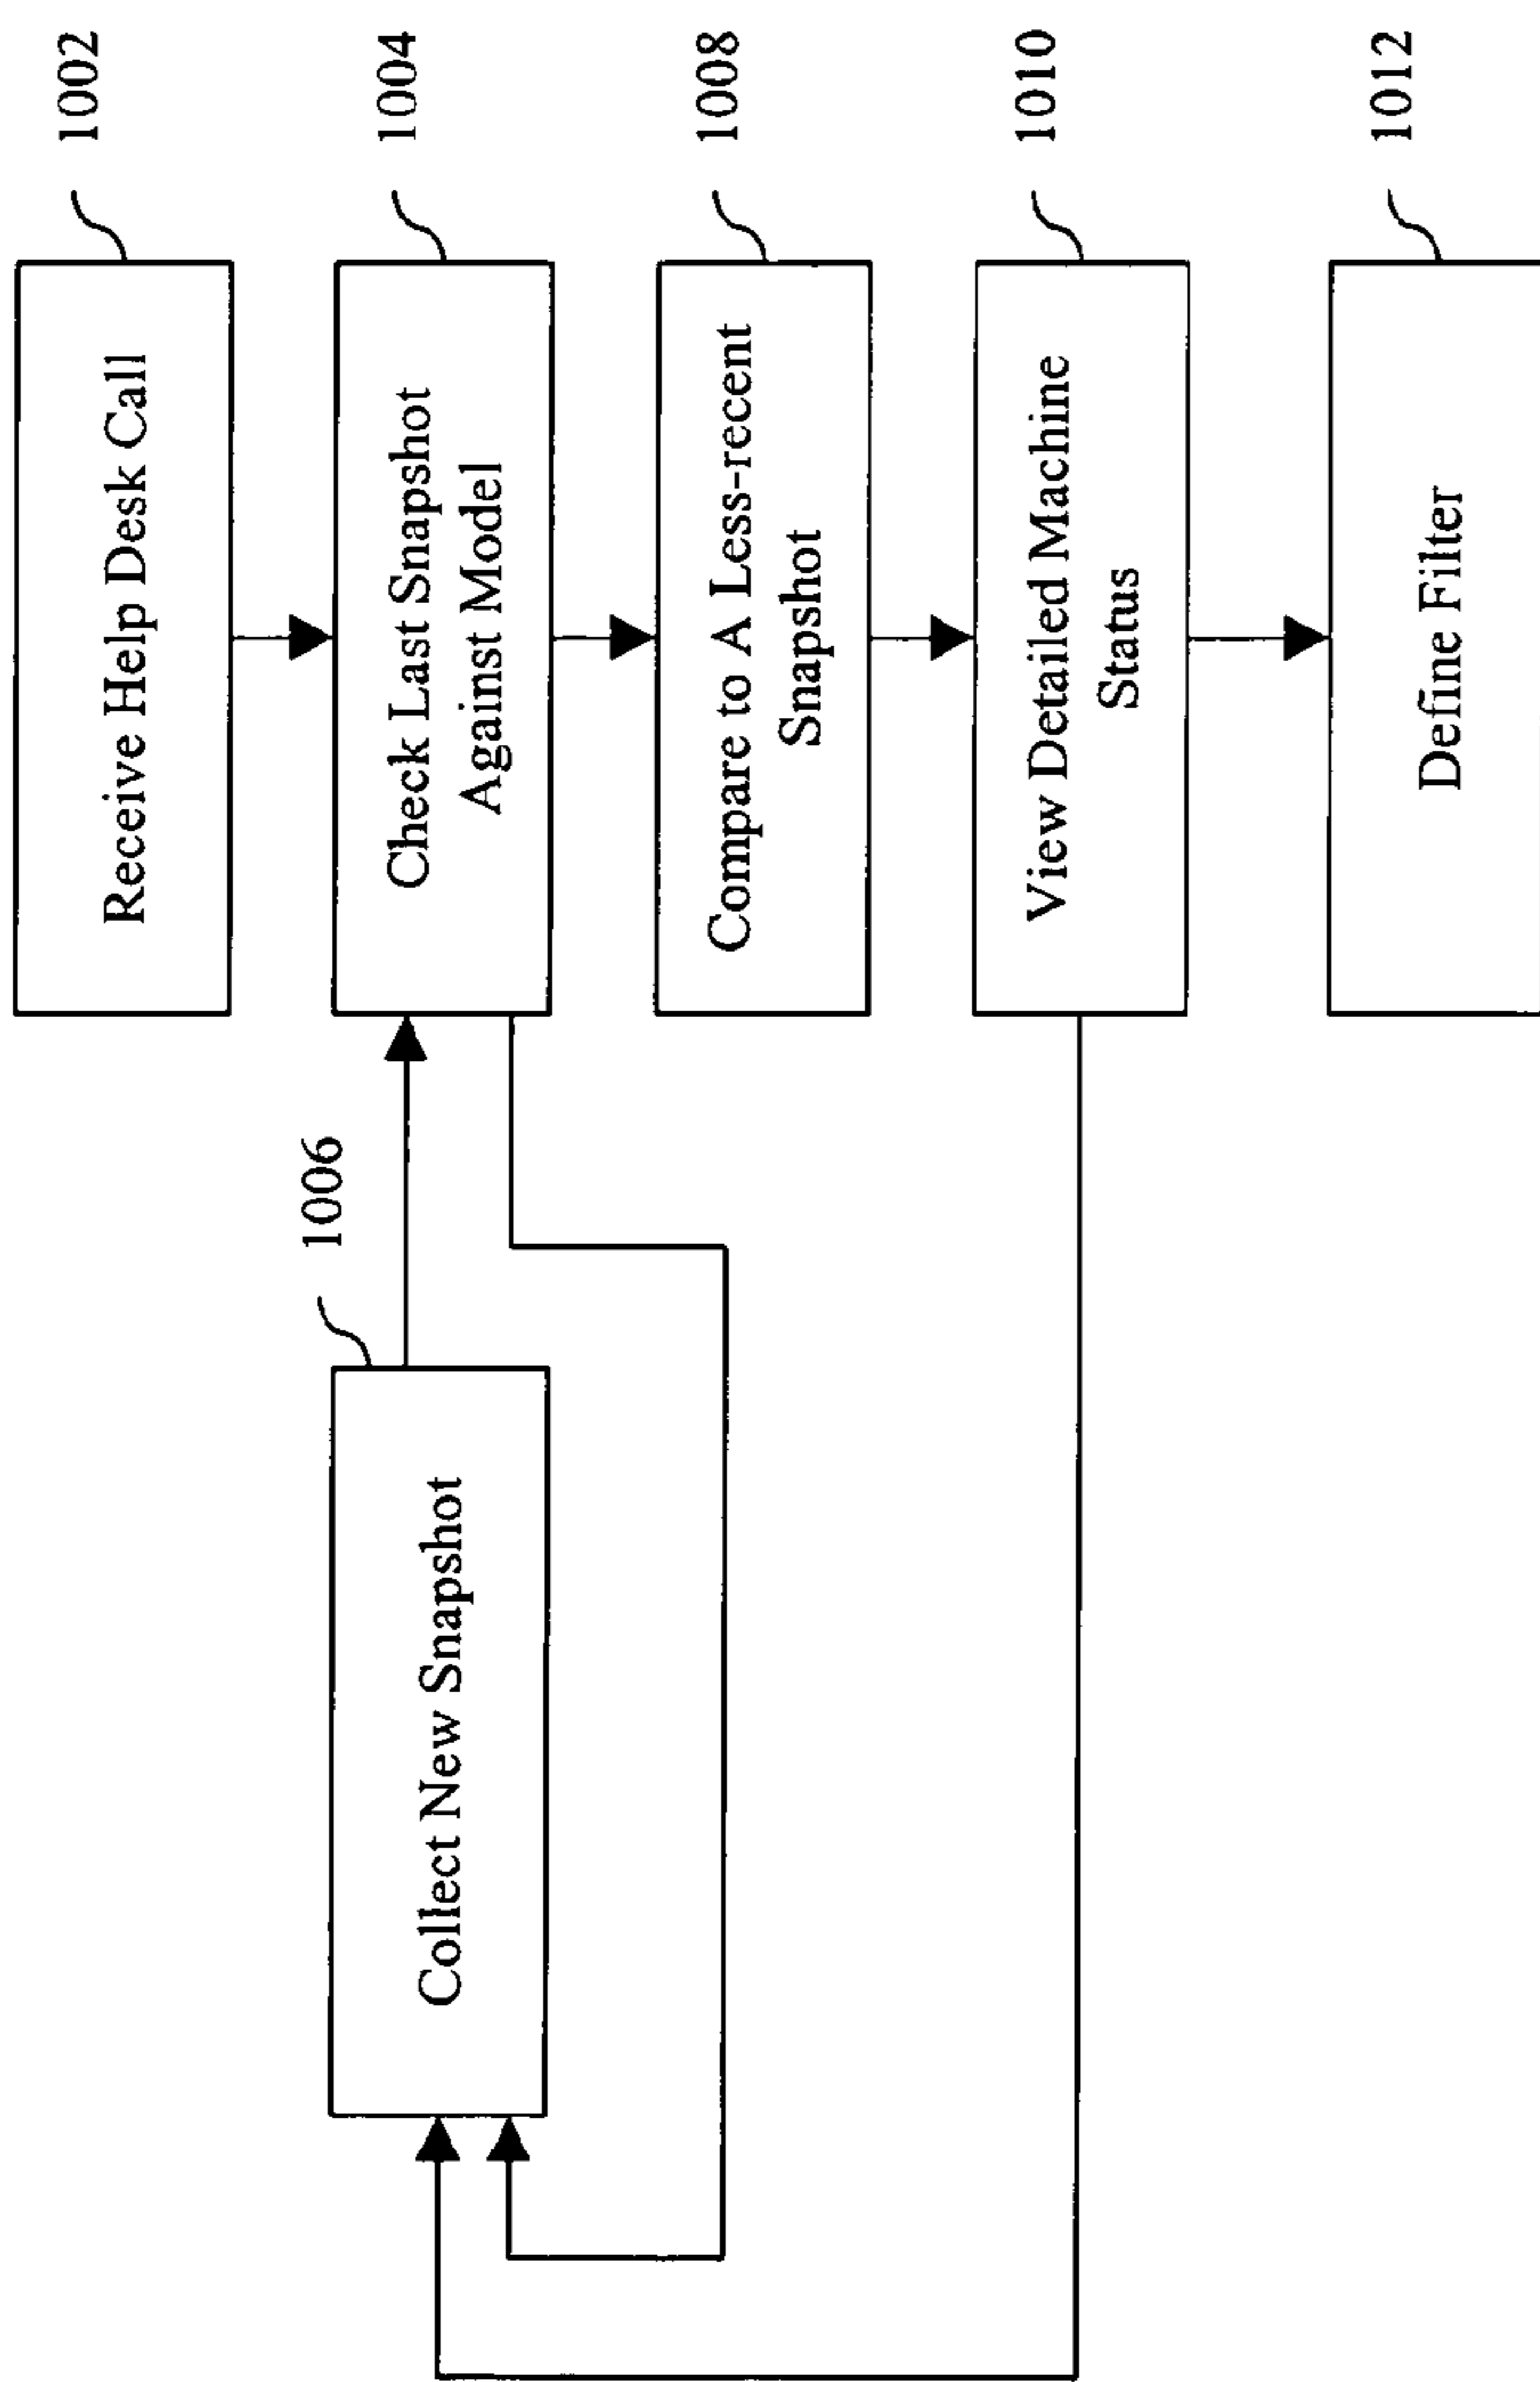 Receive Help Desk Call
1002
Check Last Snapshot
Against Model
1004
Collect New Snapshot
1006
Compare to A Less-recent
Snapshot
1008
View Detailed Machine
Status
1010
Define Filter
1012